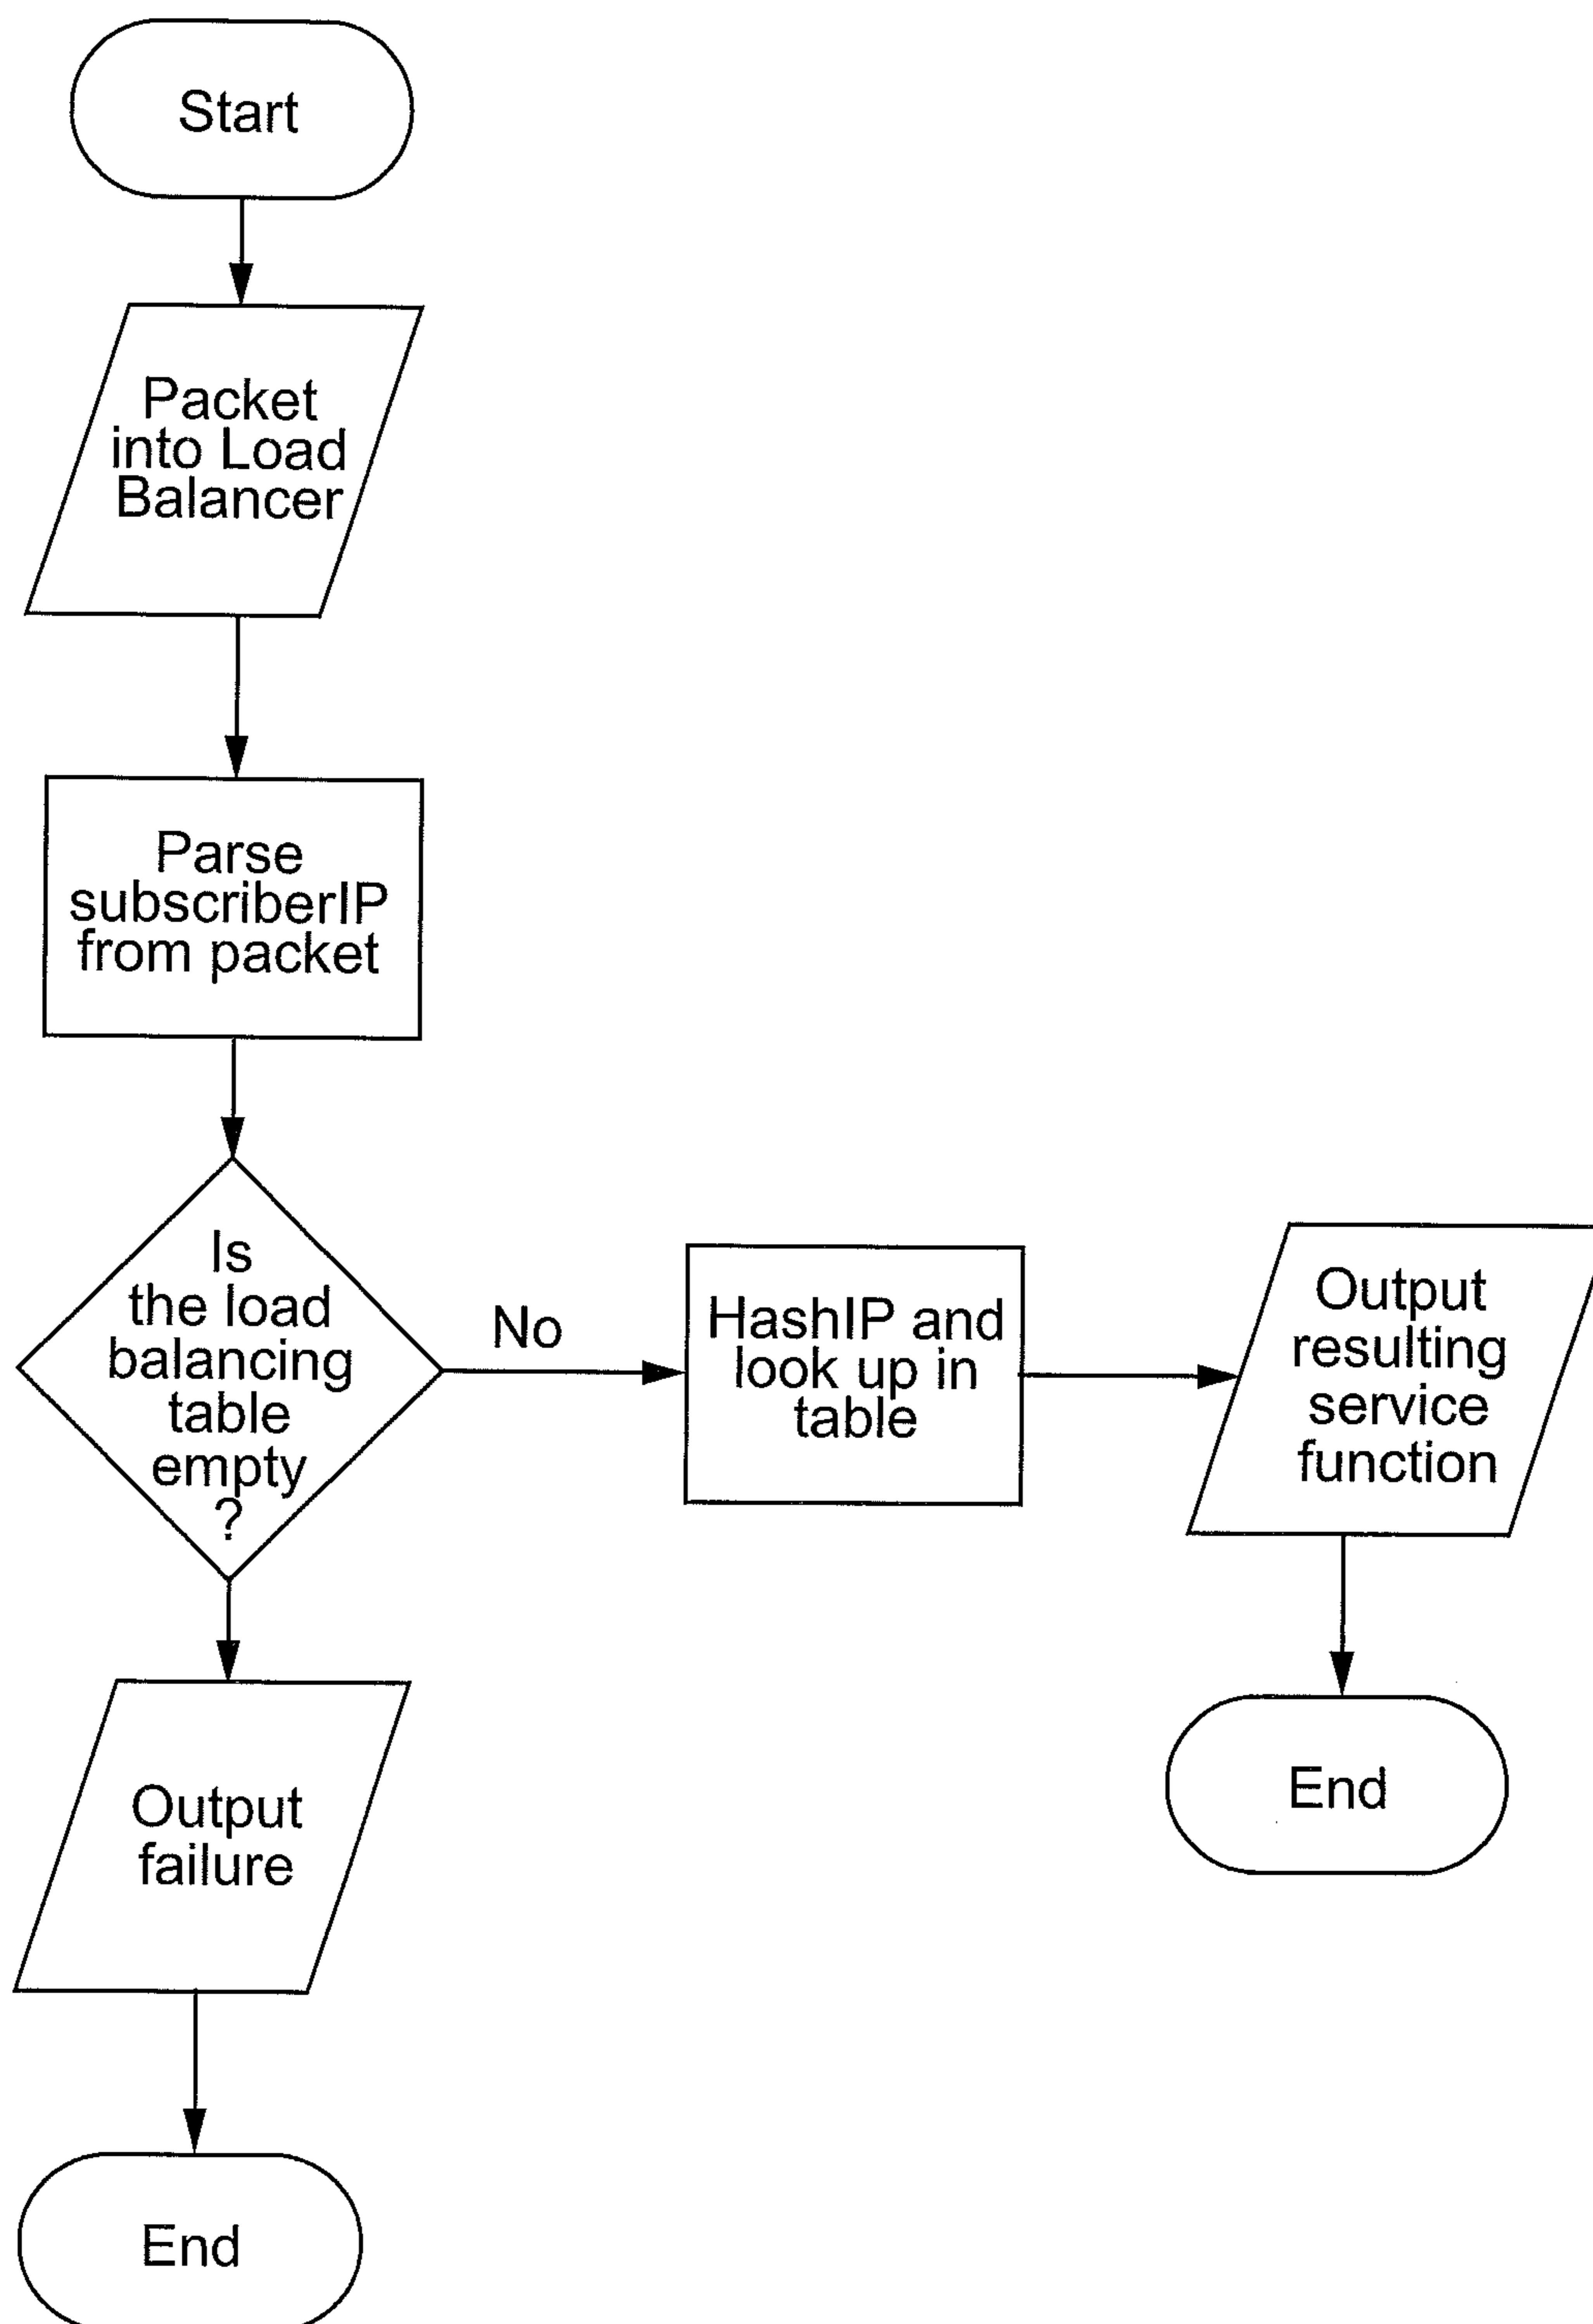 Start
Packet
into Load
Balancer
Parse
subscriberIP
from packet
Is
the load
balancing
table
empty
?
No
HashIP and
look up in
table
Output
resulting
service
function
End
Output
failure
End